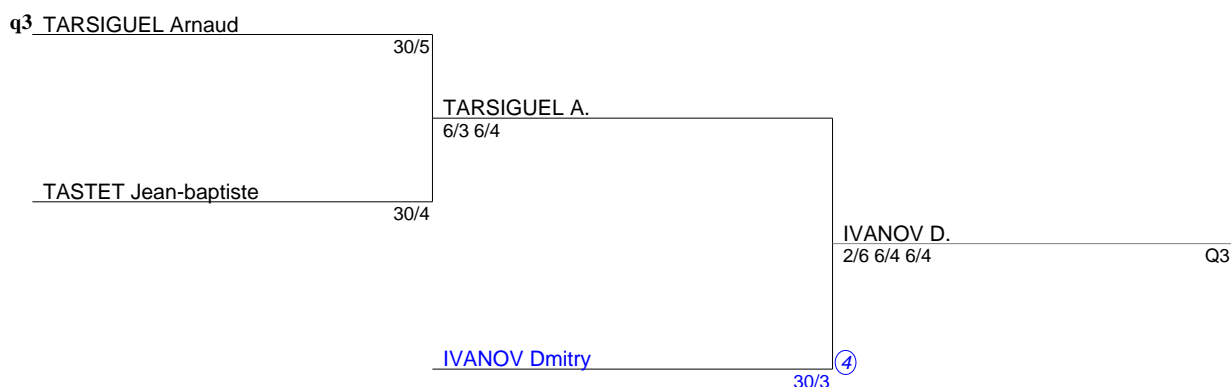 q3 TARSIGUEL Arnaud
30/5
TARSIGUEL A.
6/3 6/4
TASTET Jean-baptiste
30/4
IVANOV D.
2/6 6/4 6/4
Q3
IVANOV Dmitry
4
30/3